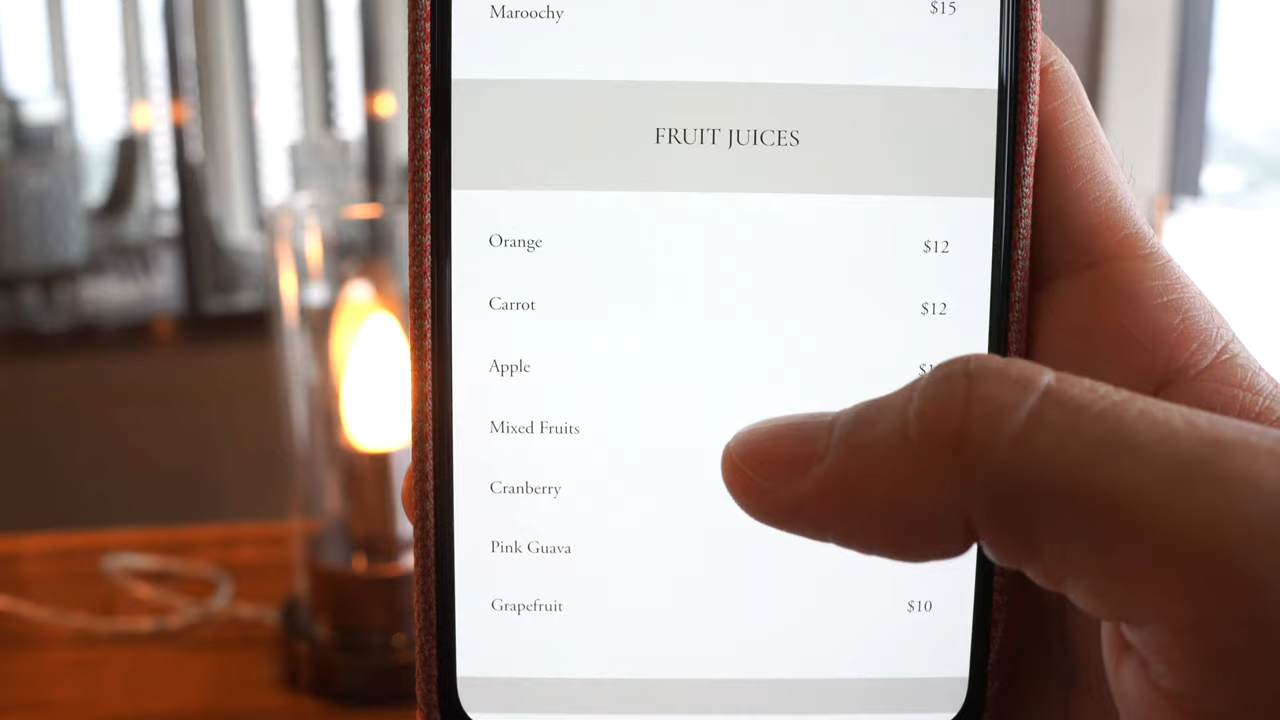 Maroochy $15
FRUIT JUICES
Orange $12
Carrot $12
Apple
Mixed Fruits
Cranberry
Pink Guava
Grapefruit $10